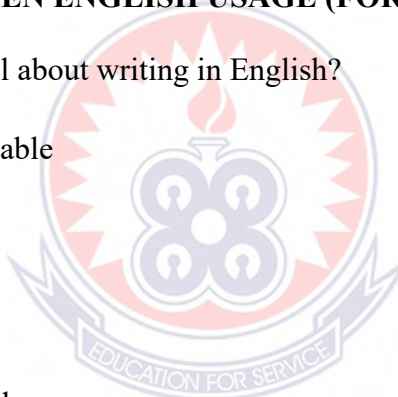 EN ENGLISH USAGE (FOR
l about writing in English?
able
EDUCATION FOR SERVICE